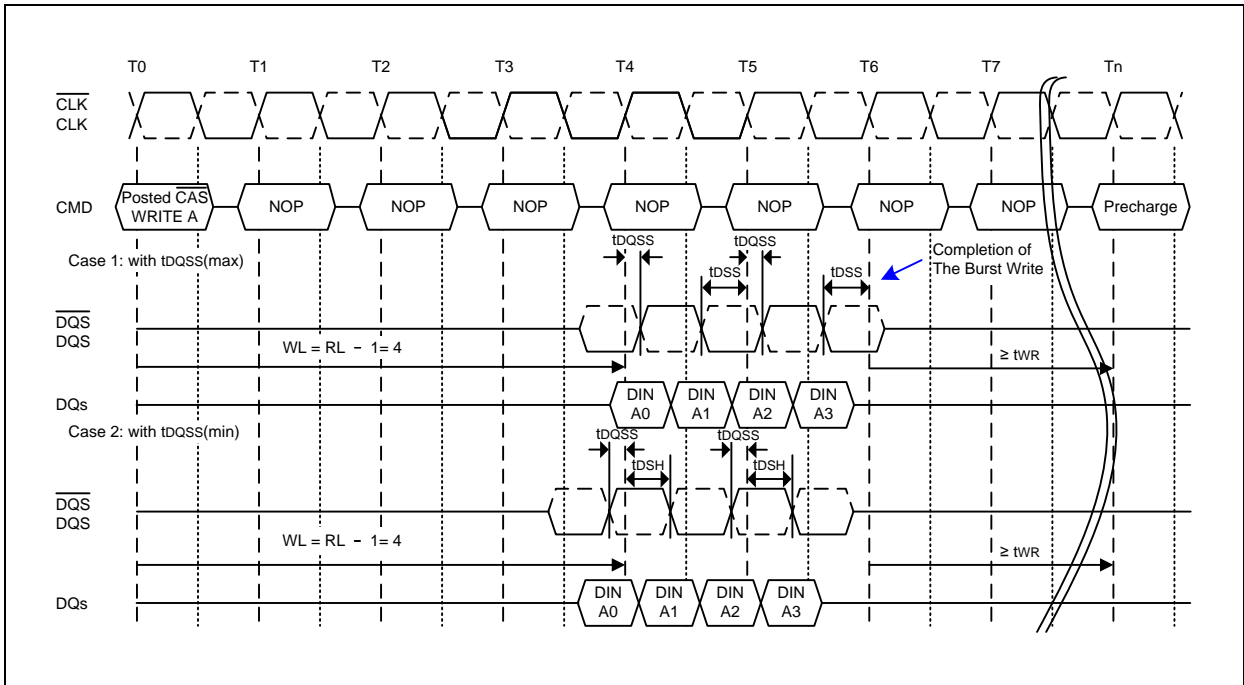 T0 T1 T2 T3 T4 T5 T6 T7 Tn
CLK
CLK
CMD
Posted CAS
WRITE A
NOP NOP NOP NOP NOP NOP NOP Precharge
Case 1: with tDQSS(max)
tDQSS tDQSS
tDSS tDSS
Completion of
The Burst Write
DQS
DQS
WL = RL - 1= 4
≥ tWR
DQs
DIN
A0
DIN
A1
DIN
A2
DIN
A3
Case 2: with tDQSS(min)
tDQSS tDQSS
tDSH tDSH
DQS
DQS
WL = RL - 1= 4
≥ tWR
DQs
DIN
A0
DIN
A1
DIN
A2
DIN
A3